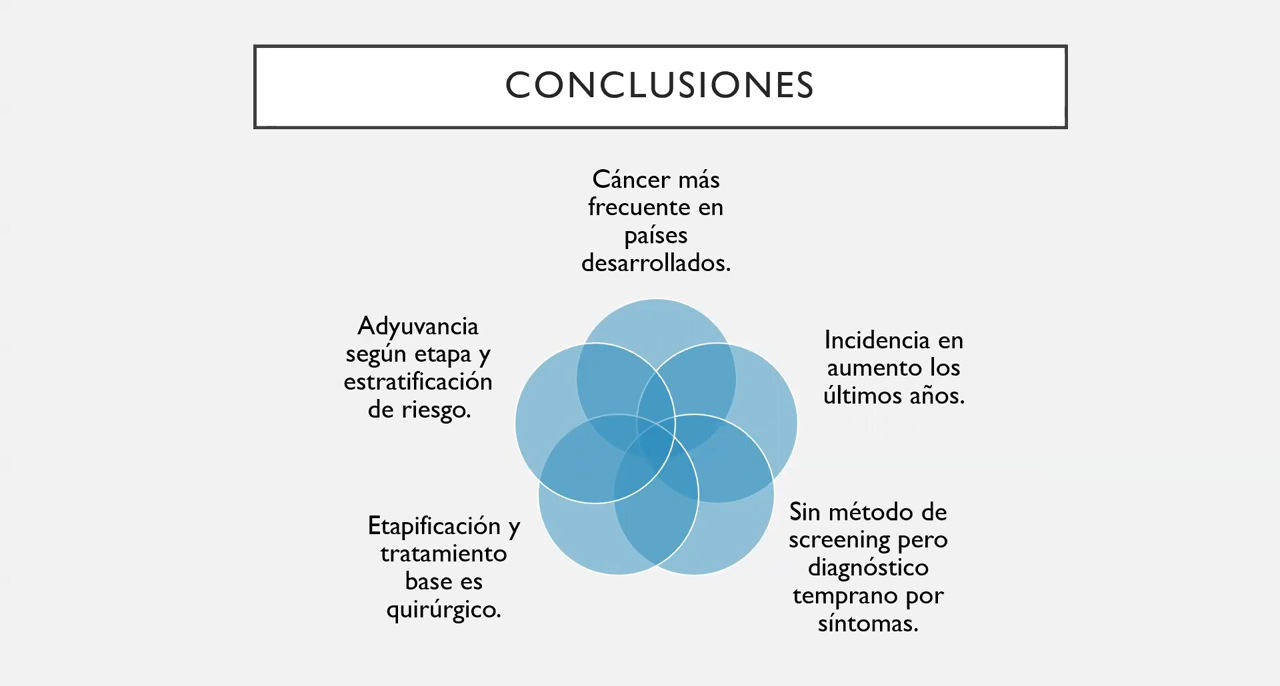 CONCLUSIONES
Cáncer más
frecuente en
países
desarrollados.
Incidencia en
aumento los
últimos años.
Sin método de
screening pero
diagnóstico
temprano por
síntomas.
Etapificación y
tratamiento
base es
quirúrgico.
Adyuvancia
según etapa y
estratificación
de riesgo.